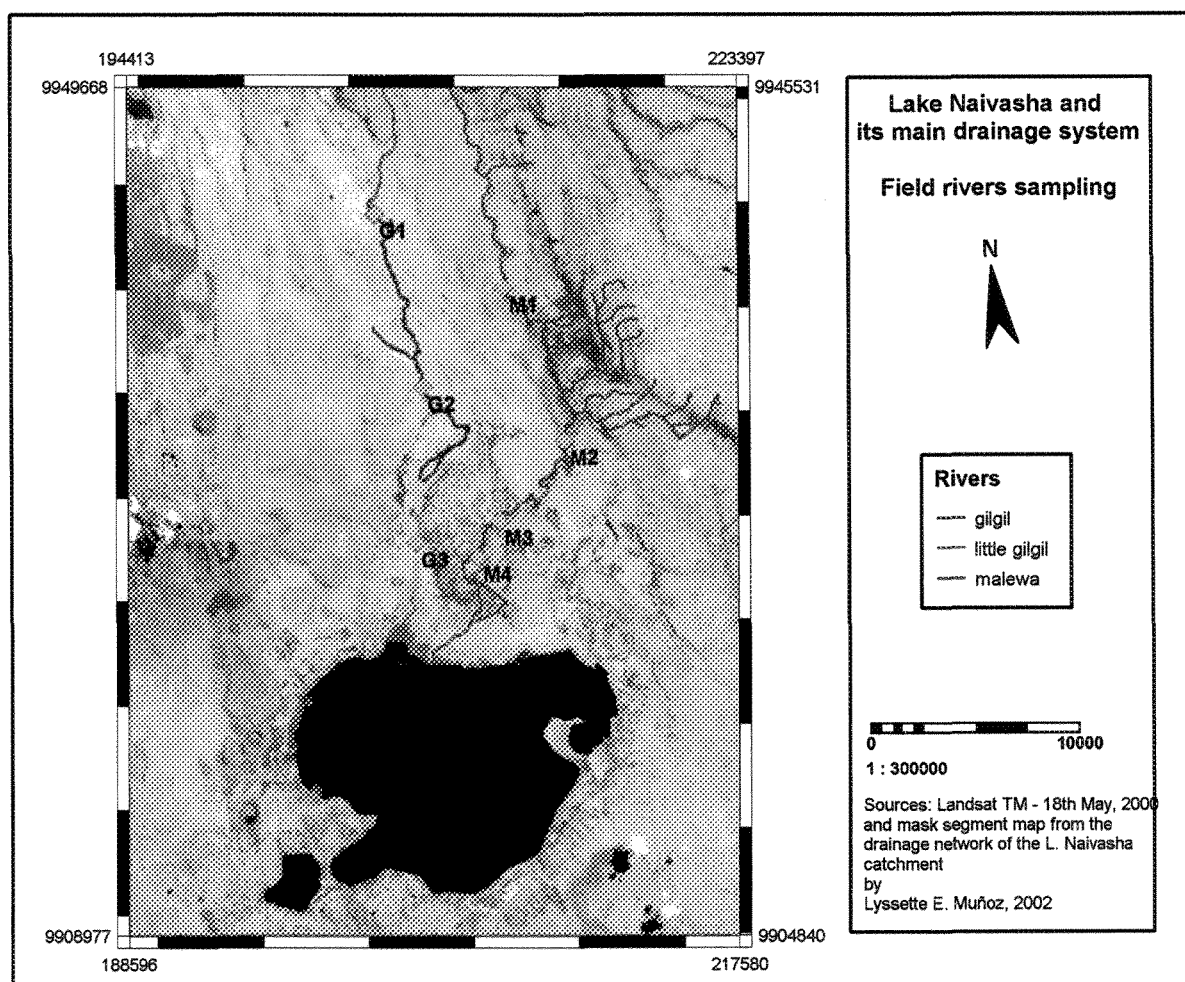 194413
223397
9949668
9945531
G1
M1
G2
M2
M3
G3
M4
9908977
9904840
188596
217580
Lake Naivasha and
its main drainage system
Field rivers sampling
N
Rivers
gilgil
little gilgil
malewa
0
10000
1 : 300000
Sources: Landsat TM - 18th May, 2000
and mask segment map from the
drainage network of the L. Naivasha
catchment
by
Lyssette E. Muñoz, 2002